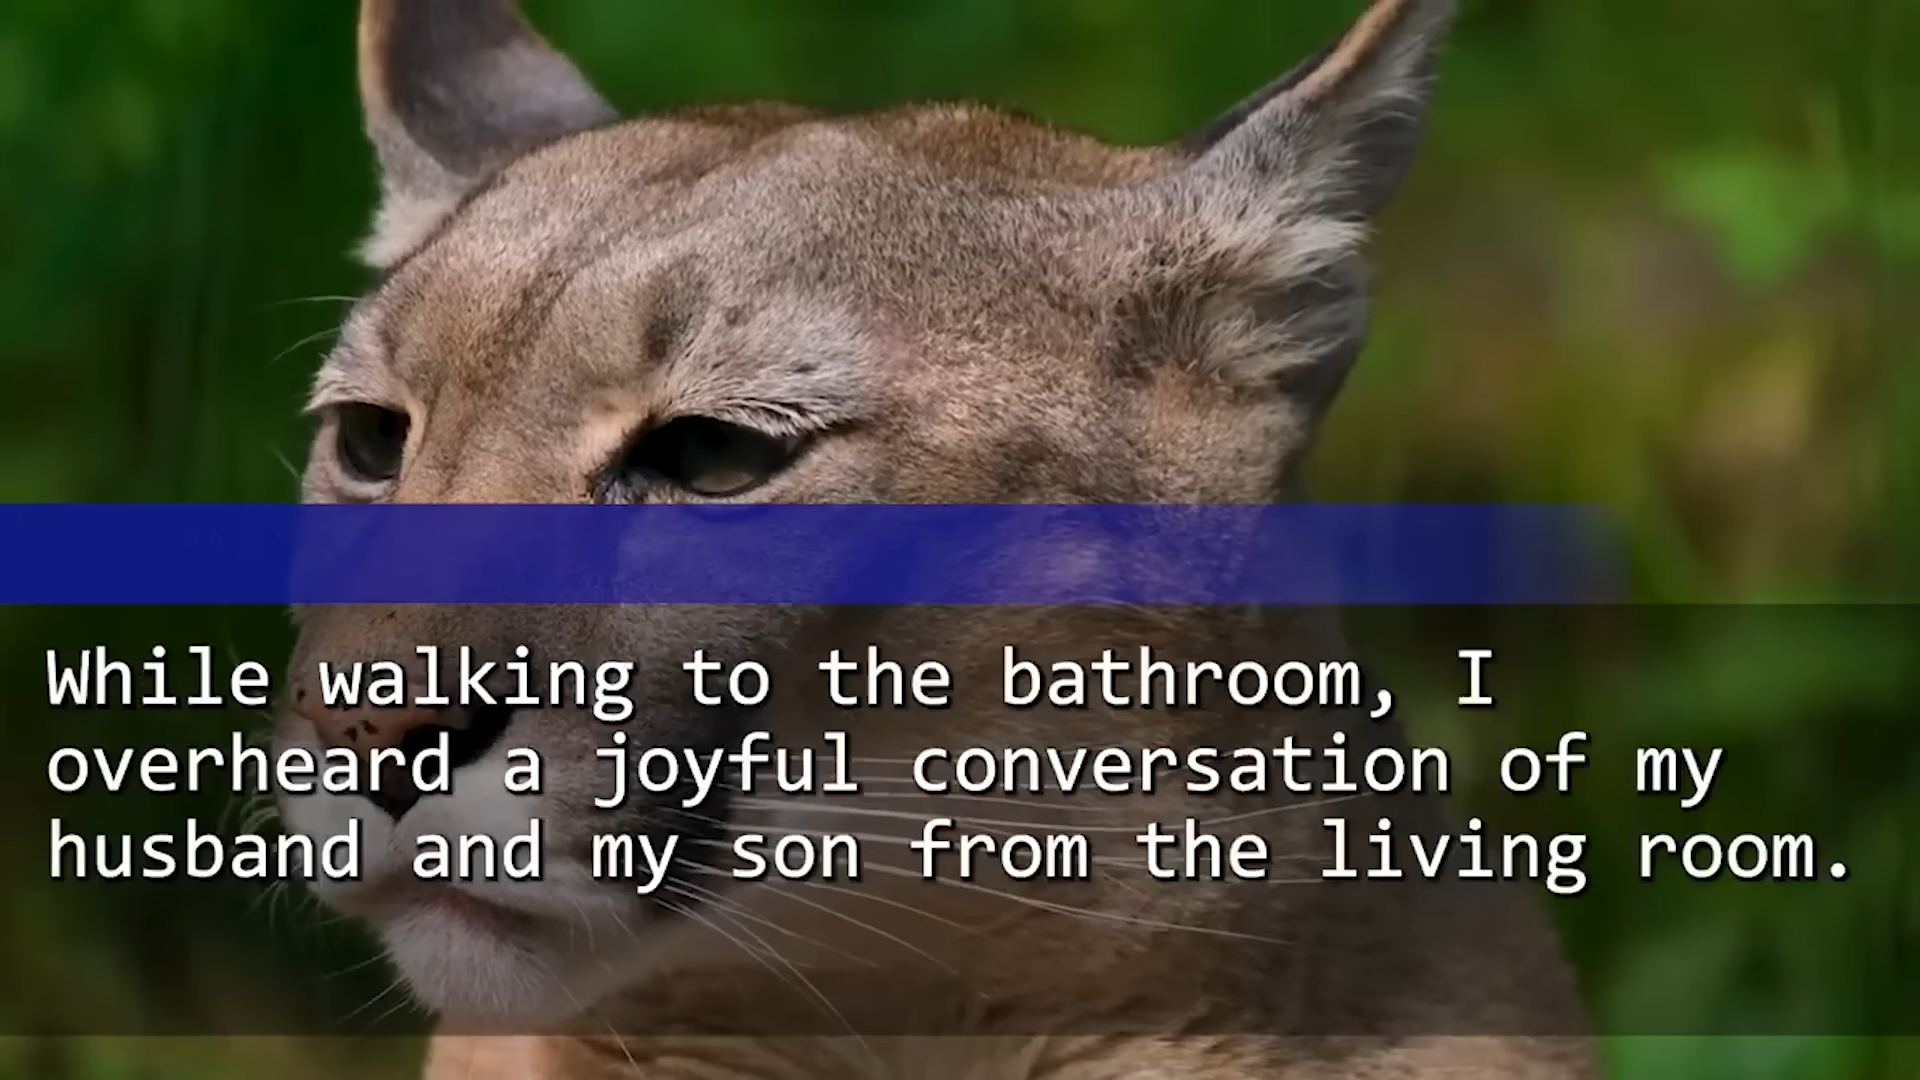 While walking to the bathroom, I
overheard a joyful conversation of my
husband and my son from the living room.